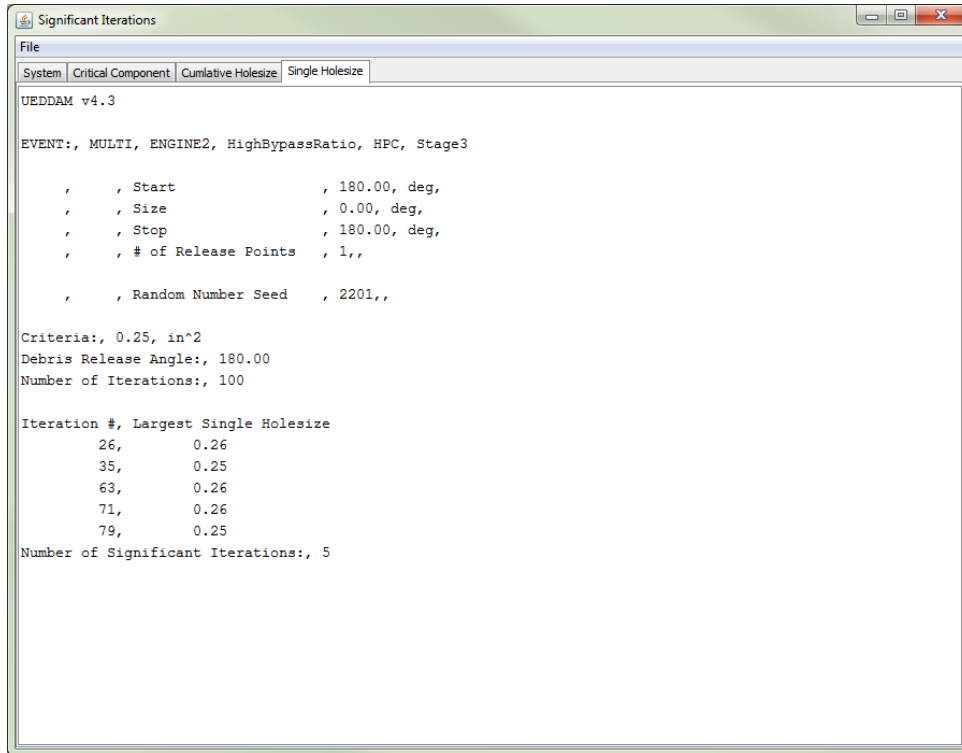 Significant Iterations
File
System Critical Component Cumlative Holesize Single Holesize
UEDDAM v4.3
EVENT:, MULTI, ENGINE2, HighBypassRatio, HPC, Stage3
, , Start , 180.00, deg,
, , Size , 0.00, deg,
, , Stop , 180.00, deg,
, , # of Release Points , 1,,
, , Random Number Seed , 2201,,
Criteria:, 0.25, in^2
Debris Release Angle:, 180.00
Number of Iterations:, 100
Iteration #, Largest Single Holesize
26, 0.26
35, 0.25
63, 0.26
71, 0.26
79, 0.25
Number of Significant Iterations:, 5